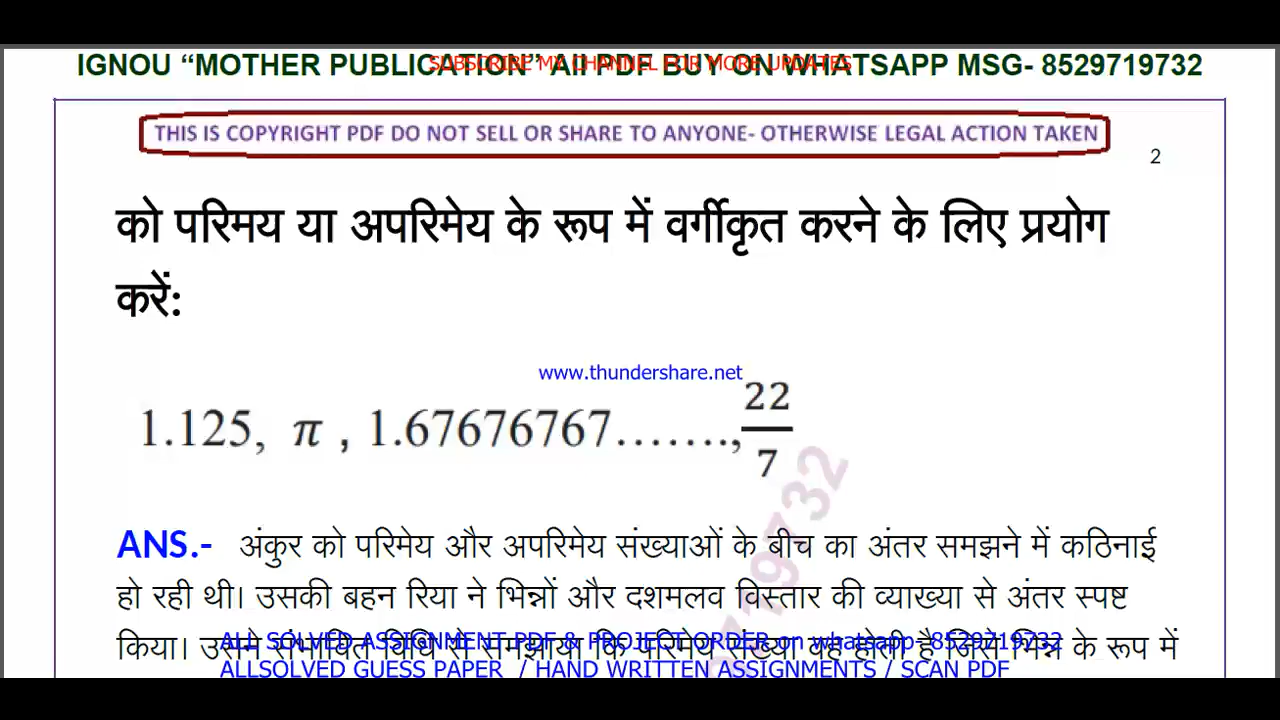 IGNOU “MOTHER PUBLICATION” All PDF BUY ON WHATSAPP MSG- 8529719732
SUBSCRIBE MY CHANNEL FOR MORE UPDATES
THIS IS COPYRIGHT PDF DO NOT SELL OR SHARE TO ANYONE- OTHERWISE LEGAL ACTION TAKEN
2
को परिमय या अपरिमेय के रूप में वर्गीकृत करने के लिए प्रयोग
करें:
www.thundershare.net
1.125, π , 1.67676767.......,22/7
ANS.- अंकुर को परिमेय और अपरिमेय संख्याओं के बीच का अंतर समझने में कठिनाई
हो रही थी। उसकी बहन रिया ने भिन्नों और दशमलव विस्तार की व्याख्या से अंतर स्पष्ट
किया। उसने संभावित विधि से समझाया कि परिमेय संख्या वह होती है जिसे भिन्न के रूप में
ALL SOLVED ASSIGNMENT PDF & PROJECT ORDER on whatsapp- 8529719732
ALLSOLVED GUESS PAPER / HAND WRITTEN ASSIGNMENTS / SCAN PDF